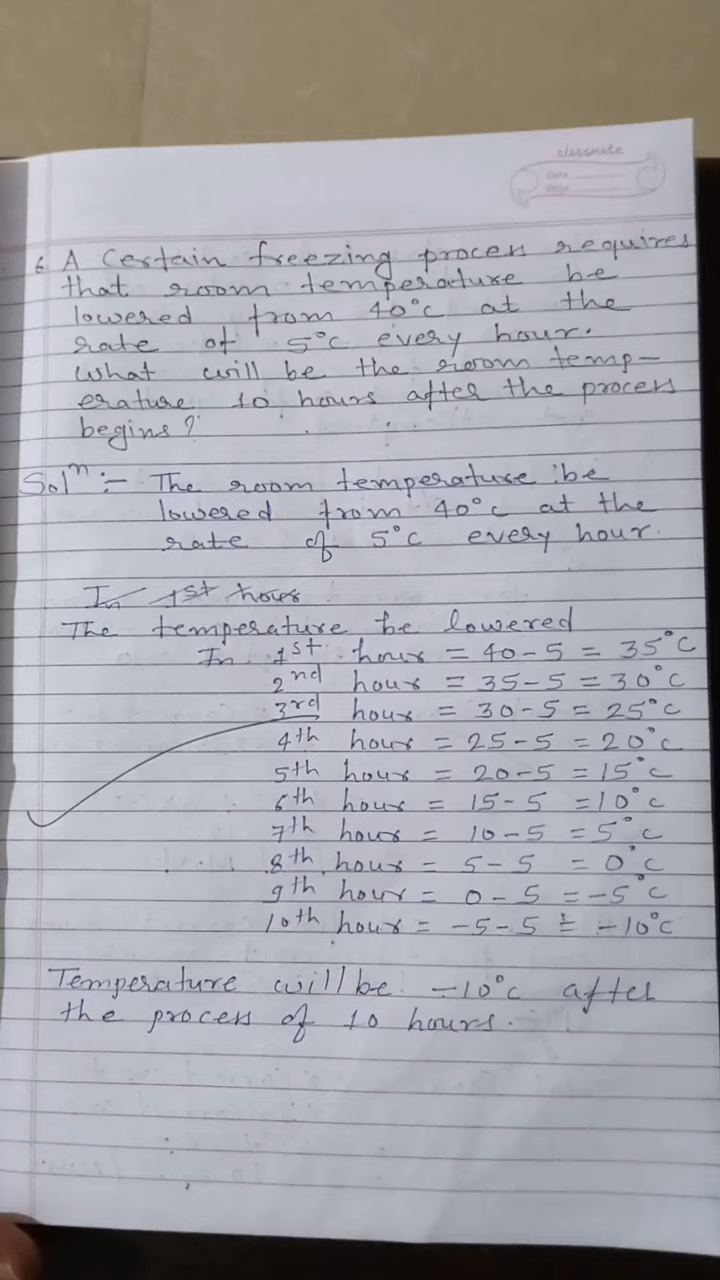 classmate
Date
Page
6. A Certain freezing process requires
that room temperature be
lowered from 40°c at the
rate of 5°c every hour.
What will be the room temp-
erature 10 hours after the process
begins?
Solⁿ :- The room temperature be
lowered from 40°c at the
rate of 5°c every hour.
In 1st hour
The temperature be lowered
In 1st hour = 40-5 = 35°C
2nd hour = 35-5 = 30°C
3rd hour = 30-5 = 25°C
4th hour = 25-5 = 20°C
5th hour = 20-5 = 15°C
6th hour = 15-5 = 10°C
7th hour = 10-5 = 5°C
8th hour = 5-5 = 0°C
9th hour = 0-5 = -5°C
10th hour = -5-5 = -10°C
Temperature will be -10°c after
the process of 10 hours.